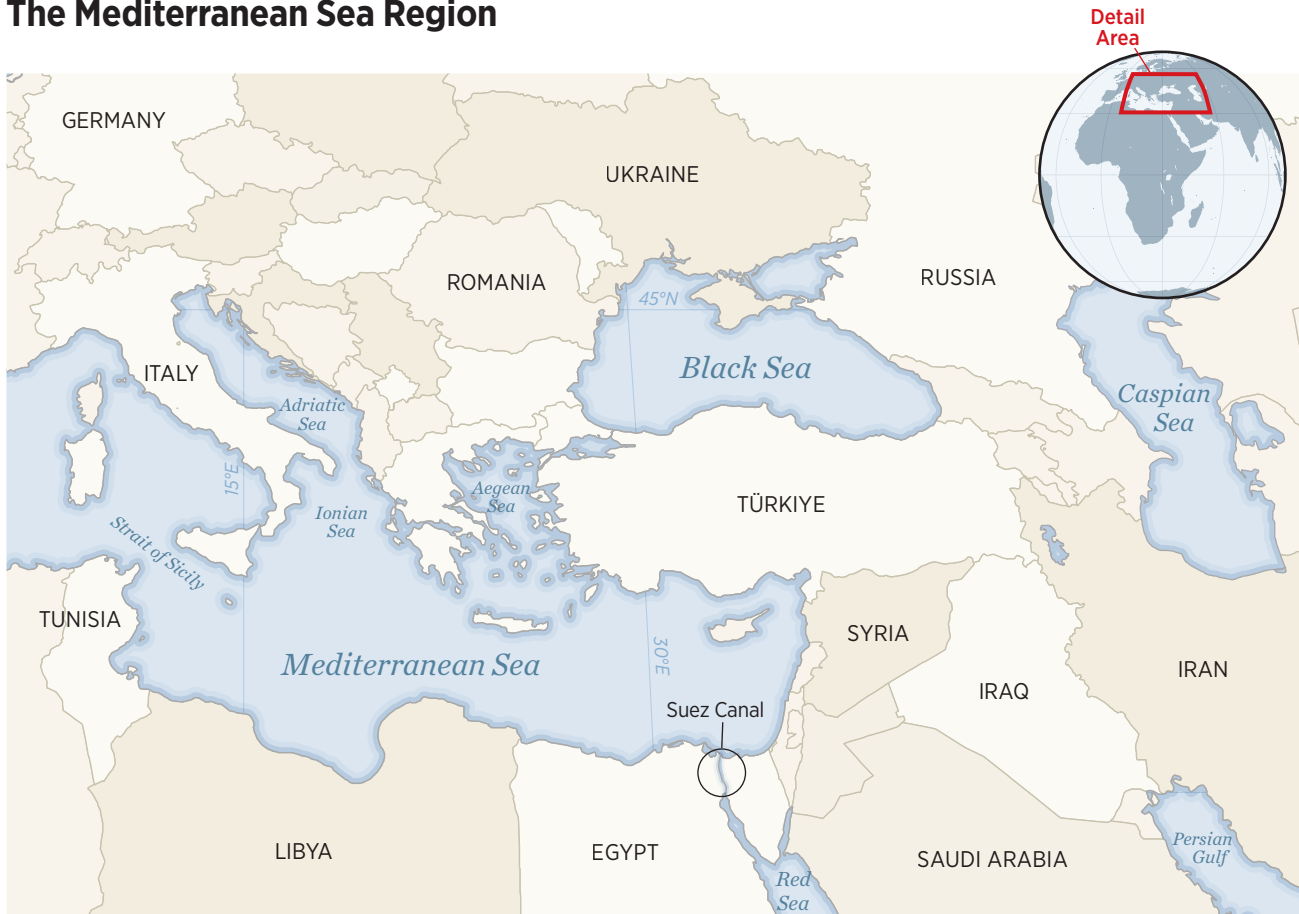 The Mediterranean Sea Region
Detail
Area
GERMANY
UKRAINE
ROMANIA
RUSSIA
45°N
ITALY
Black Sea
Caspian
Sea
Adriatic
Sea
15°E
Aegean
Sea
Ionian
Sea
TÜRKIYE
Strait of Sicily
TUNISIA
SYRIA
Mediterranean Sea
30°E
IRAN
IRAQ
Suez Canal
LIBYA
EGYPT
SAUDI ARABIA
Persian
Gulf
Red
Sea